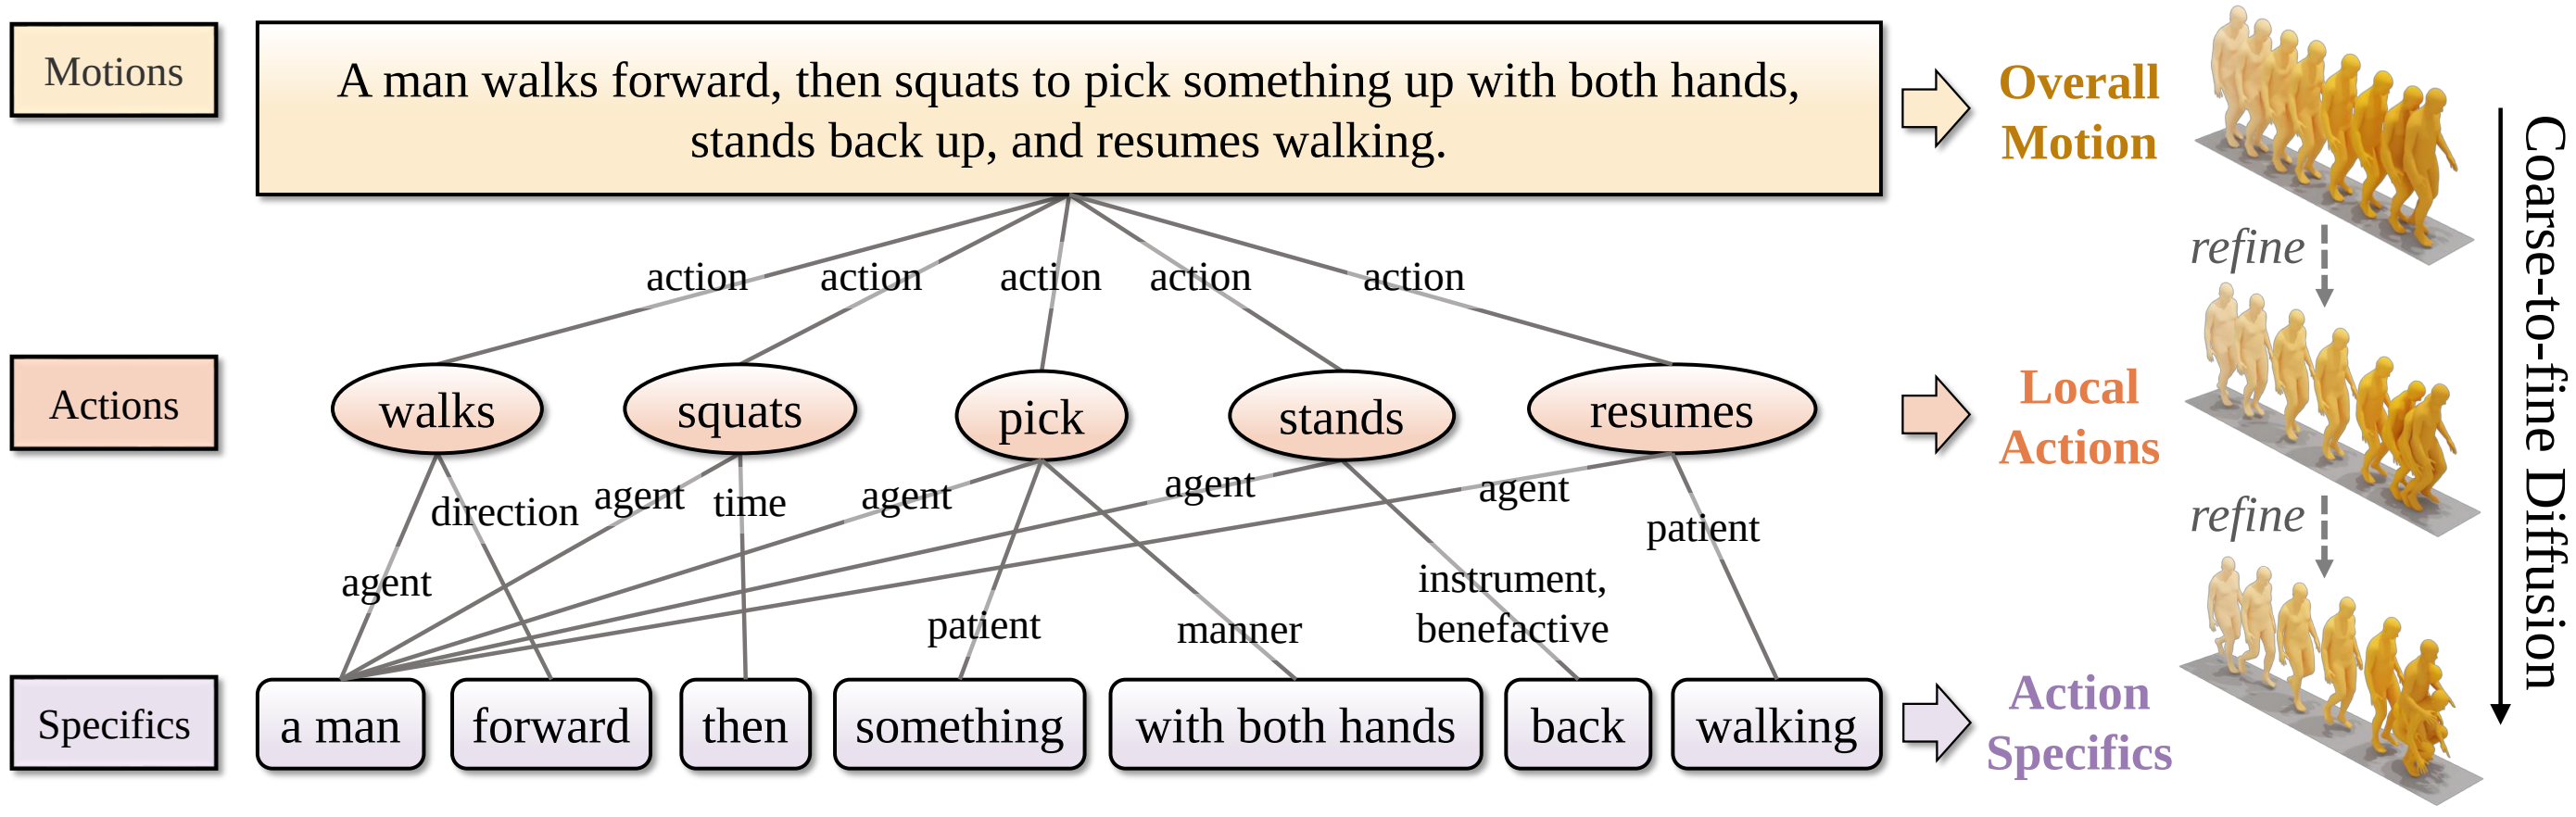 Motions
A man walks forward, then squats to pick something up with both hands,
stands back up, and resumes walking.
Overall
Motion
action
action
action
action
action
refine
Actions
walks
squats
pick
stands
resumes
Local
Actions
agent
direction
agent
time
agent
patient
manner
agent
instrument,
benefactive
agent
patient
refine
Specifics
a man
forward
then
something
with both hands
back
walking
Action
Specifics
Coarse-to-fine Diffusion